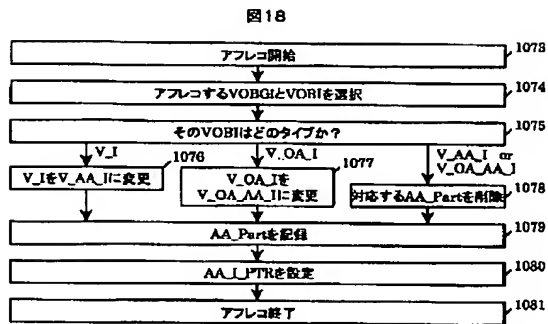 図18
アフレコ開始
1073
アフレコするVOBGIとVOBIを選択
1074
そのVOBIはどのタイプか?
1075
V_I
1076
V_OA_I
1077
V_AA_I or
V_OA_AA_I
1078
V_IをV_AA_Iに変更
V_OA_Iを
V_OA_AA_Iに変更
対応するAA_Partを削除
AA_Partを記録
1079
AA_I_PTRを設定
1080
アフレコ終了
1081